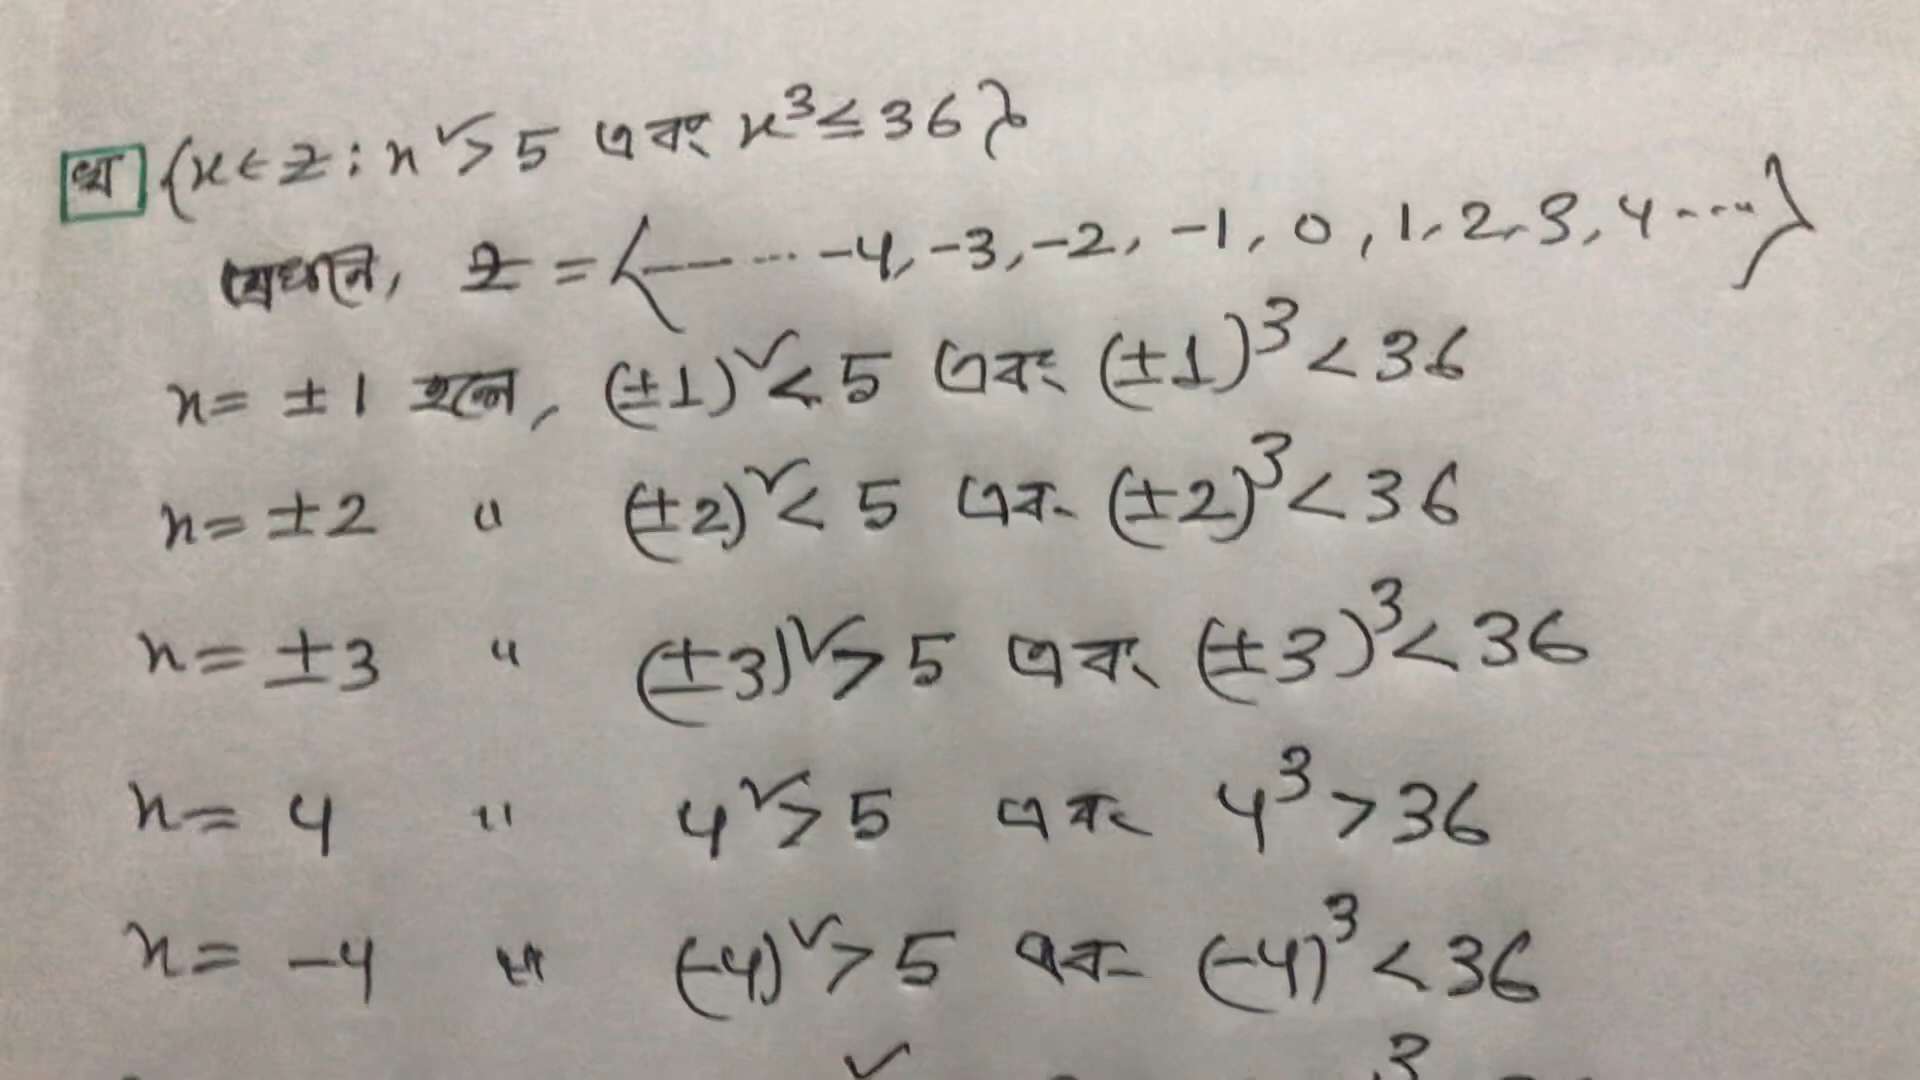 খ {x ∈ Z : x² > 5 এবং x³ ≤ 36}
যেখানে, Z = {------- -4, -3, -2, -1, 0, 1, 2, 3, 4 ----}
x = ±1 হলে, (±1)² < 5 এবং (±1)³ < 36
x = ±2 " (±2)² < 5 এবং (±2)³ < 36
x = ±3 " (±3)² > 5 এবং (±3)³ < 36
x = 4 " 4² > 5 এবং 4³ > 36
x = -4 " (-4)² > 5 এবং (-4)³ < 36